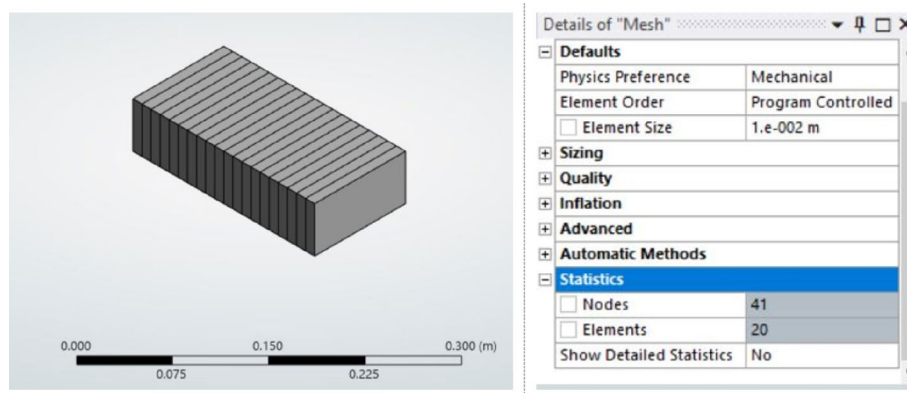 0.000 0.150 0.300 (m)
0.075 0.225
Details of "Mesh"
Defaults
Physics Preference Mechanical
Element Order Program Controlled
Element Size 1.e-002 m
Sizing
Quality
Inflation
Advanced
Automatic Methods
Statistics
Nodes 41
Elements 20
Show Detailed Statistics No